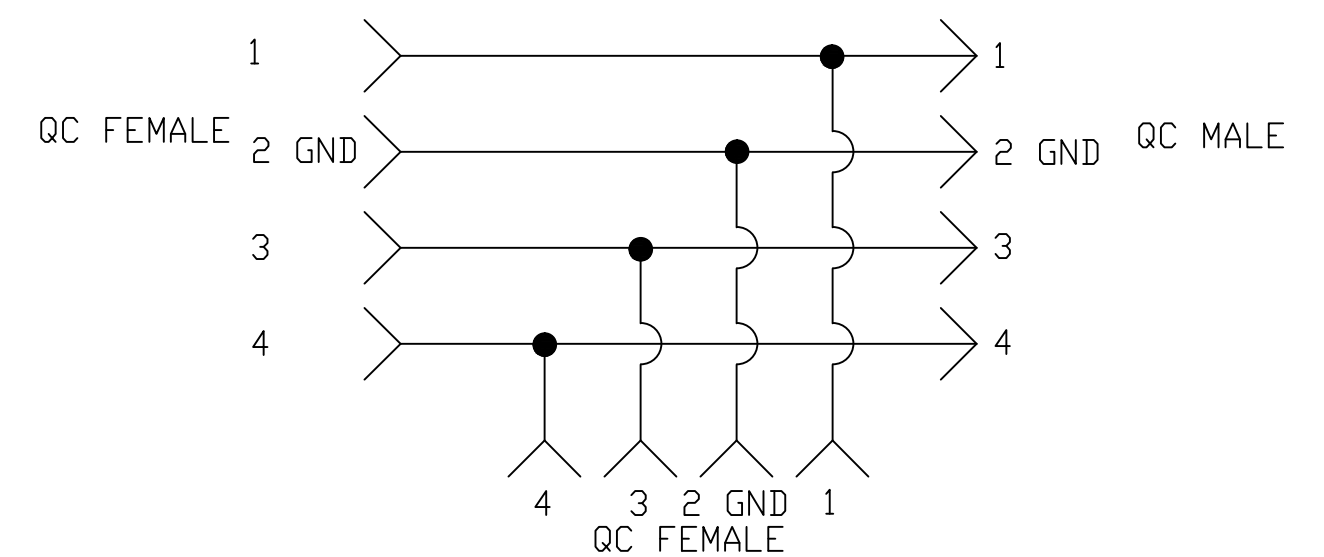 1 1
QC FEMALE 2 GND 2 GND QC MALE
3 3
4 4
4 3 2 GND 1
QC FEMALE